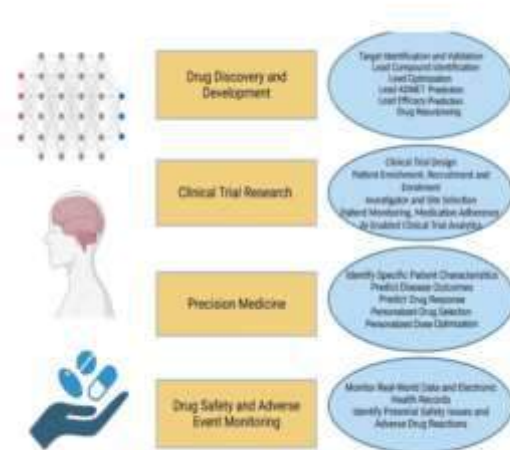 Drug Discovery and
Development
Target Identification and Validation
Lead Compound Identification
Lead Optimization
Lead ADMET Prediction
Lead Efficacy Prediction
Drug Repurposing
Clinical Trial Research
Clinical Trial Design
Patient Enrichment, Recruitment and
Enrolment
Investigator and Site Selection
Patient Monitoring, Medication Adherence
Enabled Clinical Trial Analytics
Precision Medicine
Identify Specific Patient Characteristics
Predict Disease Outcomes
Predict Drug Response
Personalized Drug Selection
Personalized Dose Optimisation
Drug Safety and Adverse
Event Monitoring
Monitor Real-World Data and Electronic
Health Records
Identify Potential Safety Issues and
Adverse Drug Reactions